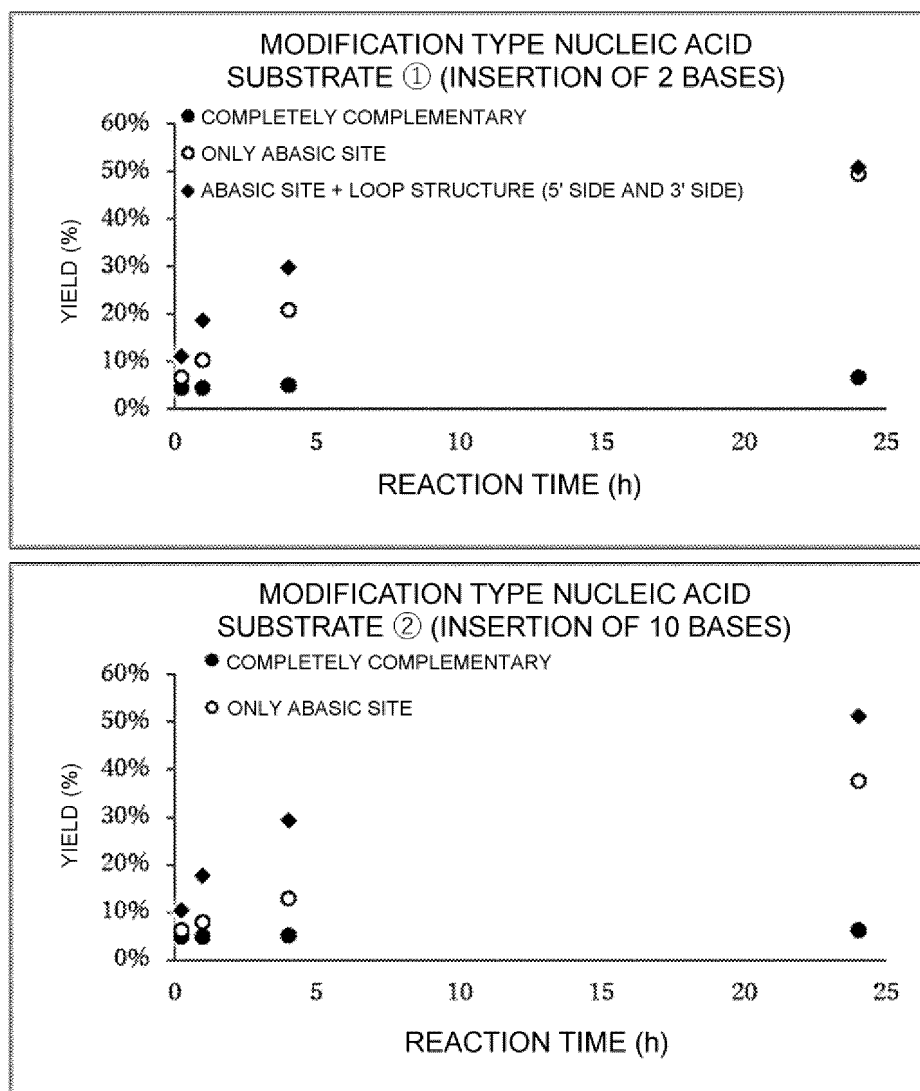 MODIFICATION TYPE NUCLEIC ACID
SUBSTRATE ① (INSERTION OF 2 BASES)
60%
● COMPLETELY COMPLEMENTARY
50%
○ ONLY ABASIC SITE
◆ ABASIC SITE + LOOP STRUCTURE (5' SIDE AND 3' SIDE)
40%
30%
20%
10%
0%
YIELD (%)
0 5 10 15 20 25
REACTION TIME (h)
MODIFICATION TYPE NUCLEIC ACID
SUBSTRATE ② (INSERTION OF 10 BASES)
● COMPLETELY COMPLEMENTARY
60%
○ ONLY ABASIC SITE
50%
40%
30%
20%
10%
0%
YIELD (%)
0 5 10 15 20 25
REACTION TIME (h)